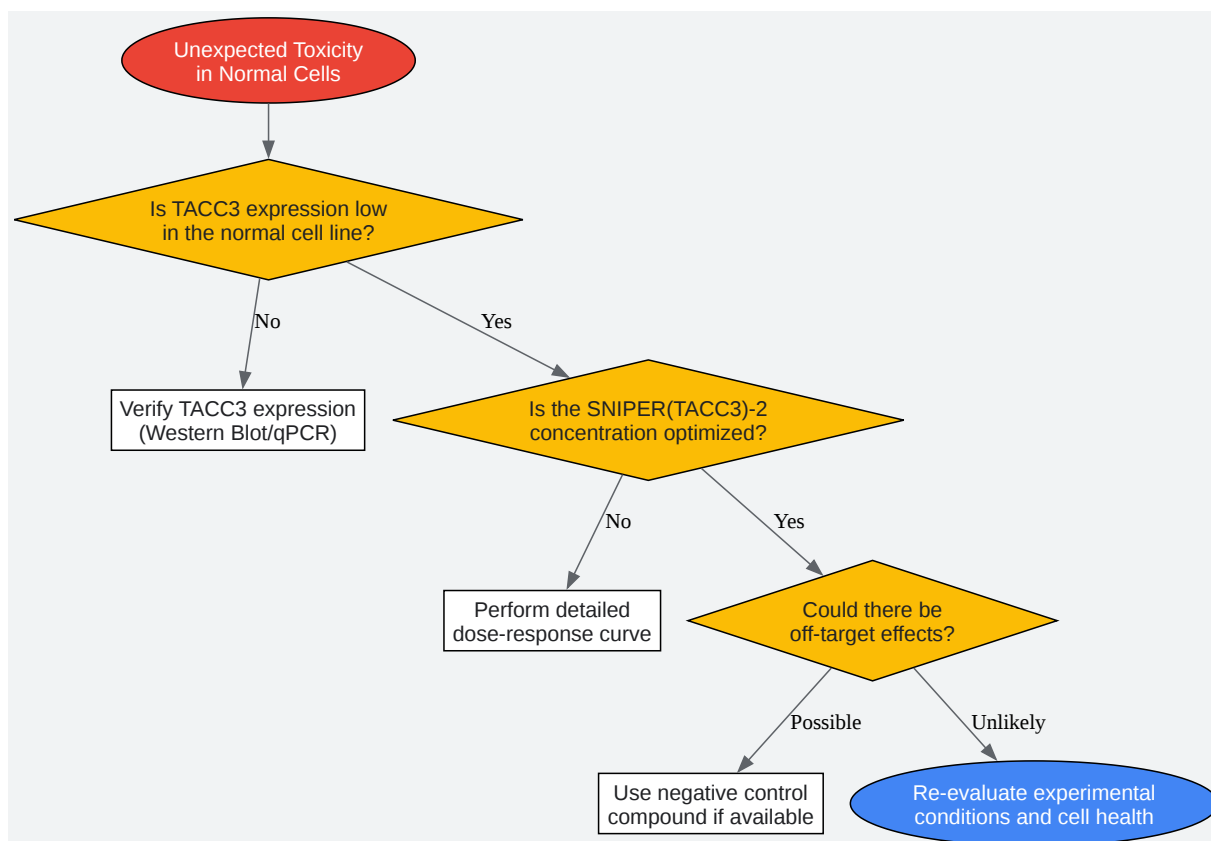 Unexpected Toxicity
in Normal Cells
Is TACC3 expression low
in the normal cell line?
No
Yes
Verify TACC3 expression
(Western Blot/qPCR)
Is the SNIPER(TACC3)-2
concentration optimized?
No
Yes
Perform detailed
dose-response curve
Could there be
off-target effects?
Possible
Unlikely
Use negative control
compound if available
Re-evaluate experimental
conditions and cell health